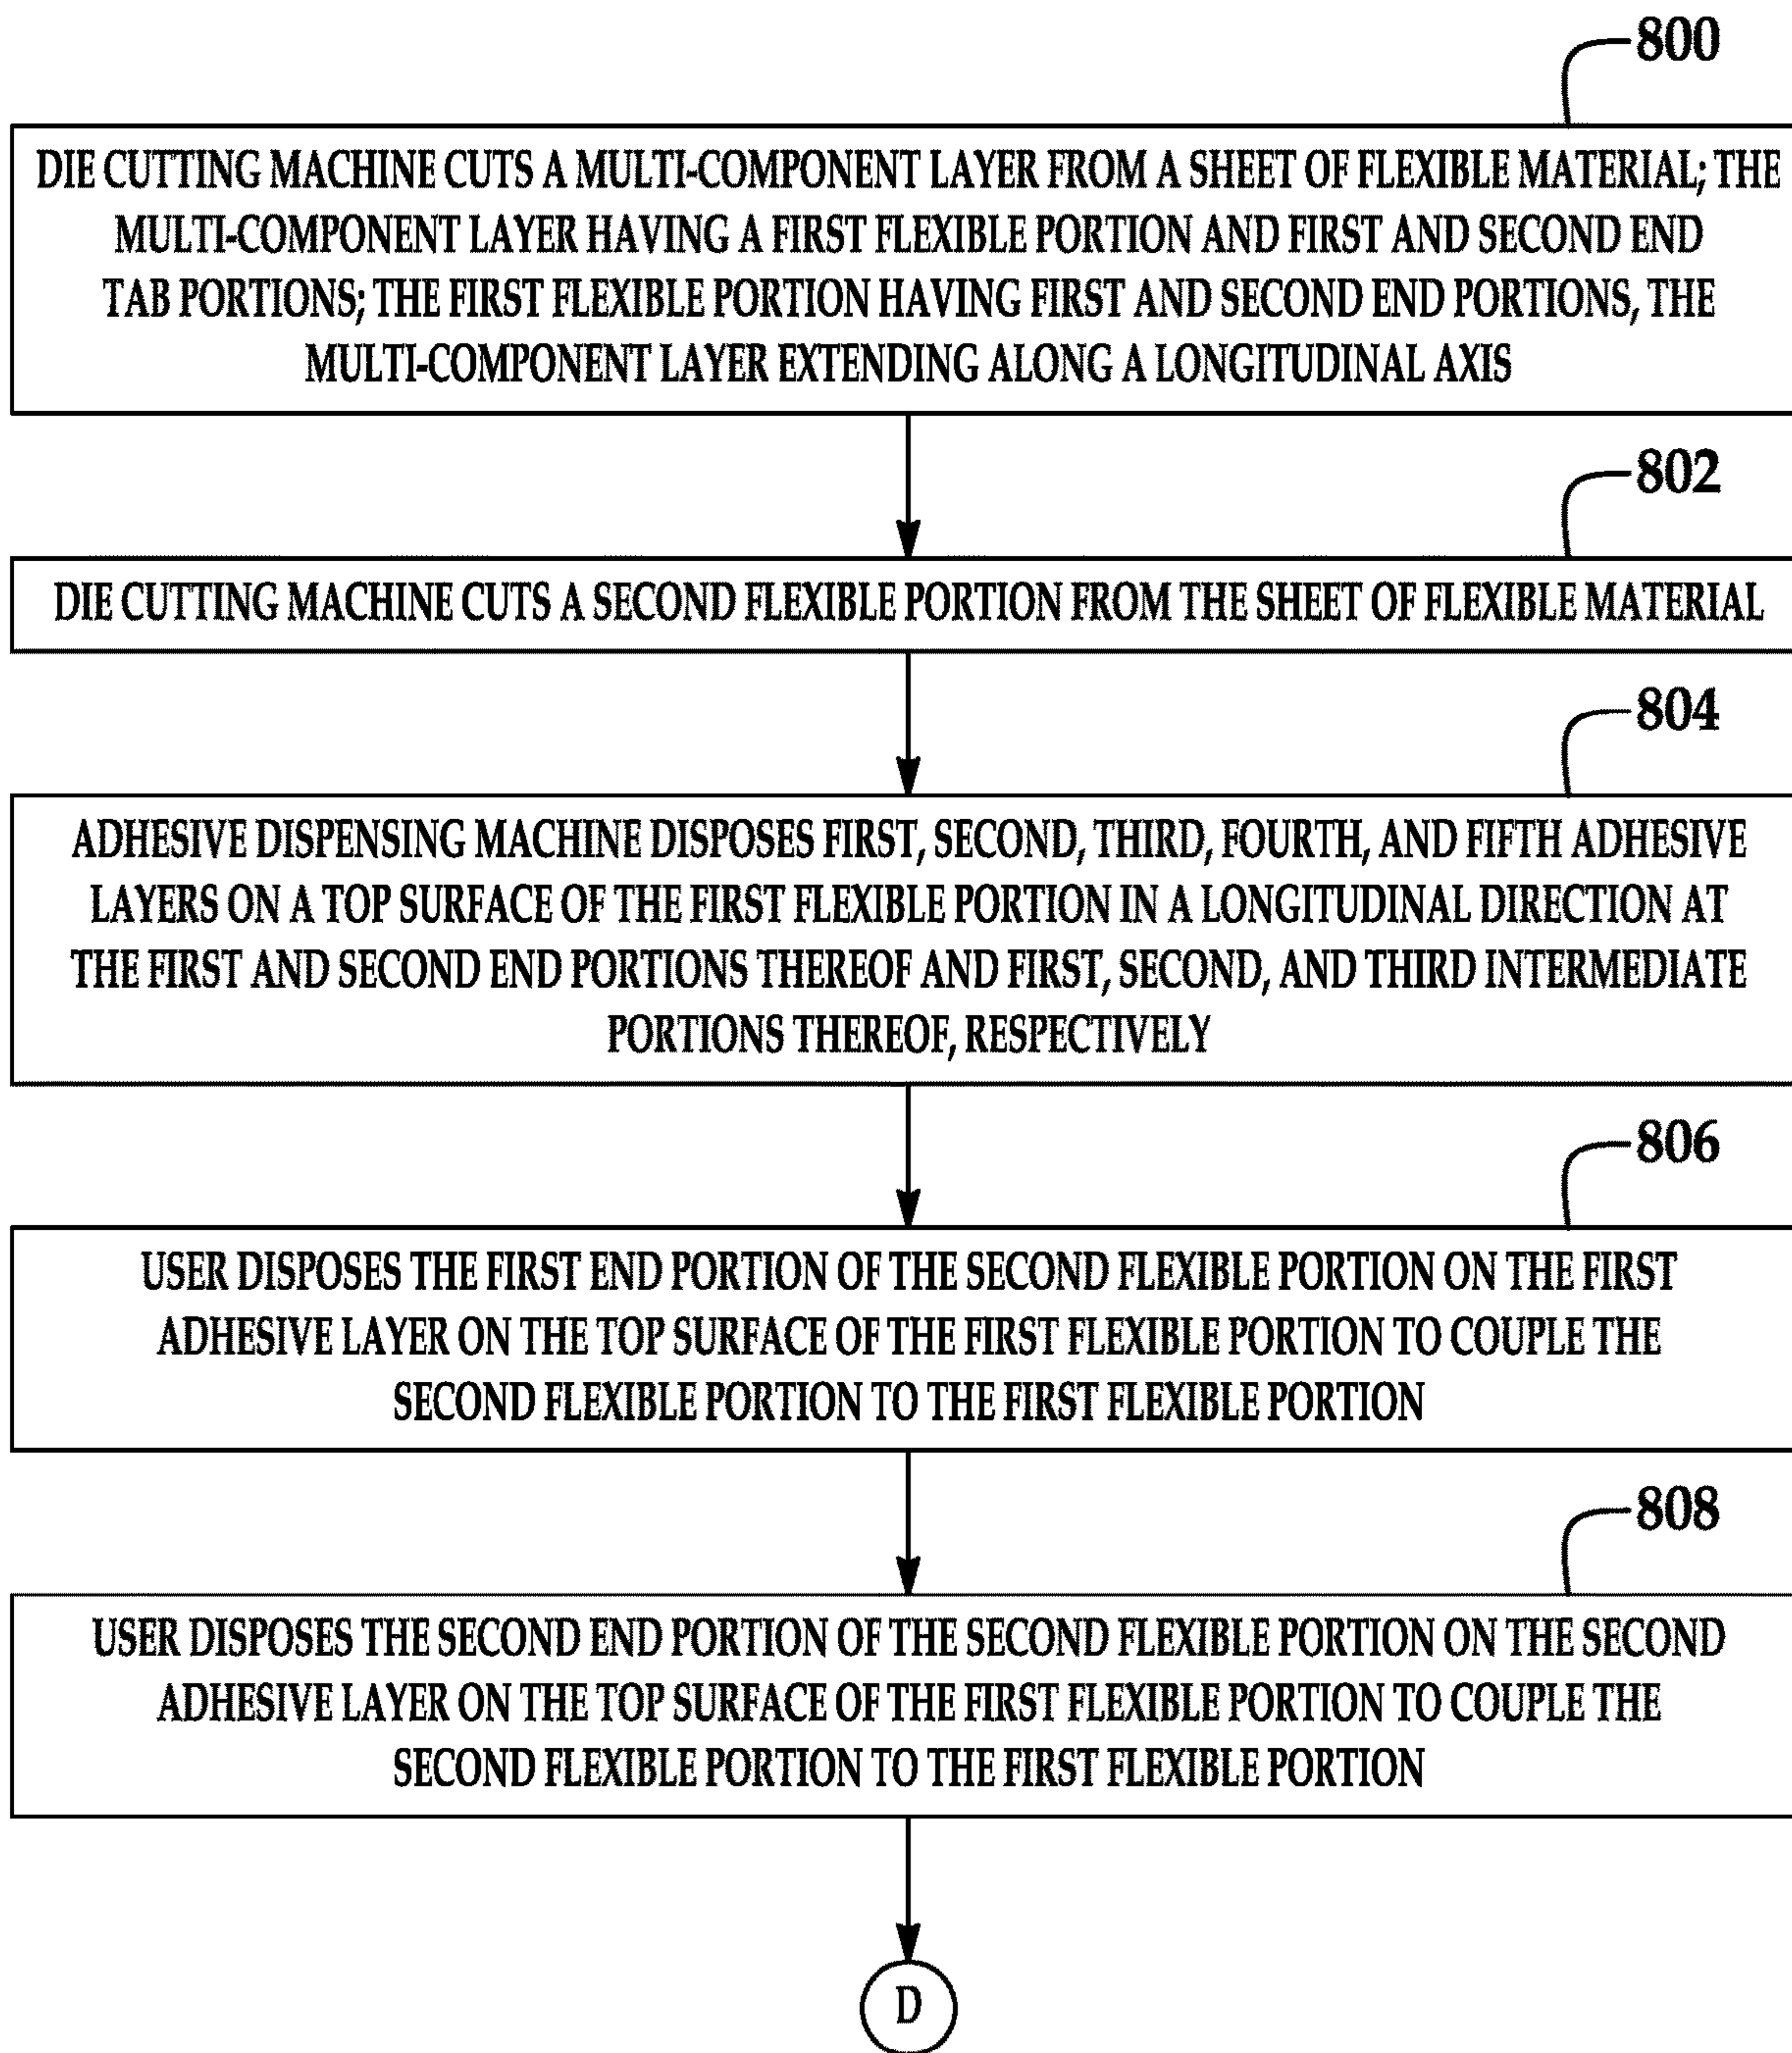 800
DIE CUTTING MACHINE CUTS A MULTI-COMPONENT LAYER FROM A SHEET OF FLEXIBLE MATERIAL; THE
MULTI-COMPONENT LAYER HAVING A FIRST FLEXIBLE PORTION AND FIRST AND SECOND END
TAB PORTIONS; THE FIRST FLEXIBLE PORTION HAVING FIRST AND SECOND END PORTIONS, THE
MULTI-COMPONENT LAYER EXTENDING ALONG A LONGITUDINAL AXIS
802
DIE CUTTING MACHINE CUTS A SECOND FLEXIBLE PORTION FROM THE SHEET OF FLEXIBLE MATERIAL
804
ADHESIVE DISPENSING MACHINE DISPOSES FIRST, SECOND, THIRD, FOURTH, AND FIFTH ADHESIVE
LAYERS ON A TOP SURFACE OF THE FIRST FLEXIBLE PORTION IN A LONGITUDINAL DIRECTION AT
THE FIRST AND SECOND END PORTIONS THEREOF AND FIRST, SECOND, AND THIRD INTERMEDIATE
PORTIONS THEREOF, RESPECTIVELY
806
USER DISPOSES THE FIRST END PORTION OF THE SECOND FLEXIBLE PORTION ON THE FIRST
ADHESIVE LAYER ON THE TOP SURFACE OF THE FIRST FLEXIBLE PORTION TO COUPLE THE
SECOND FLEXIBLE PORTION TO THE FIRST FLEXIBLE PORTION
808
USER DISPOSES THE SECOND END PORTION OF THE SECOND FLEXIBLE PORTION ON THE SECOND
ADHESIVE LAYER ON THE TOP SURFACE OF THE FIRST FLEXIBLE PORTION TO COUPLE THE
SECOND FLEXIBLE PORTION TO THE FIRST FLEXIBLE PORTION
D